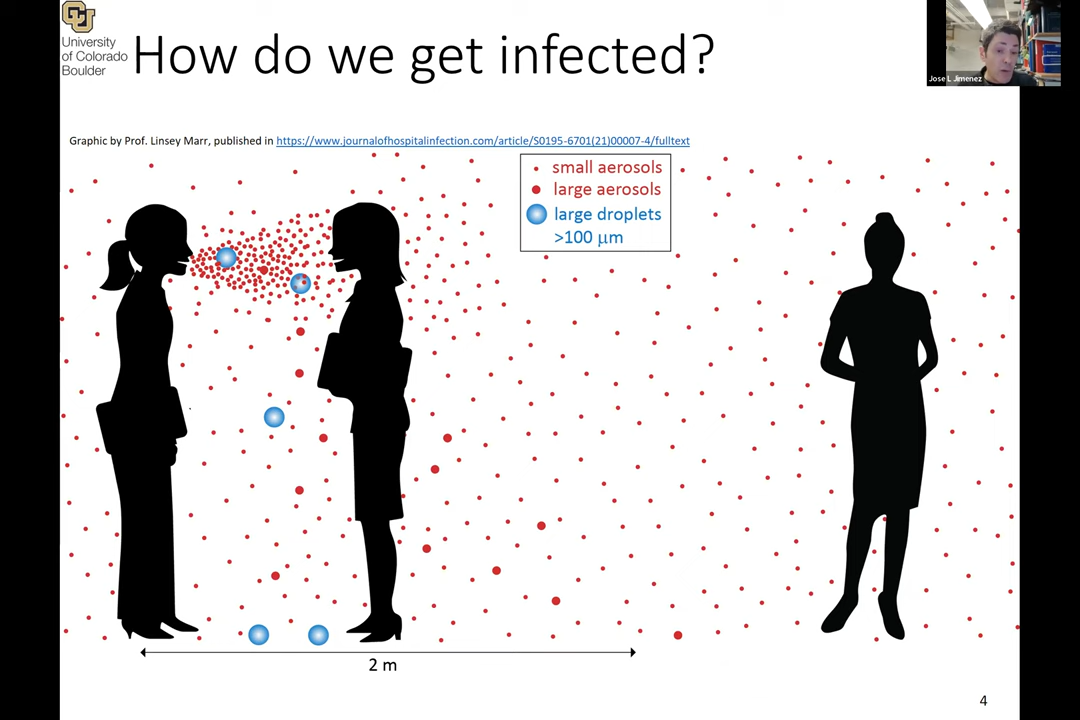 CU
University
of Colorado
Boulder
How do we get infected?
Jose L Jimenez
Graphic by Prof. Linsey Marr, published in https://www.journalofhospitalinfection.com/article/S0195-6701(21)00007-4/fulltext
small aerosols
large aerosols
large droplets
>100 μm
2 m
4